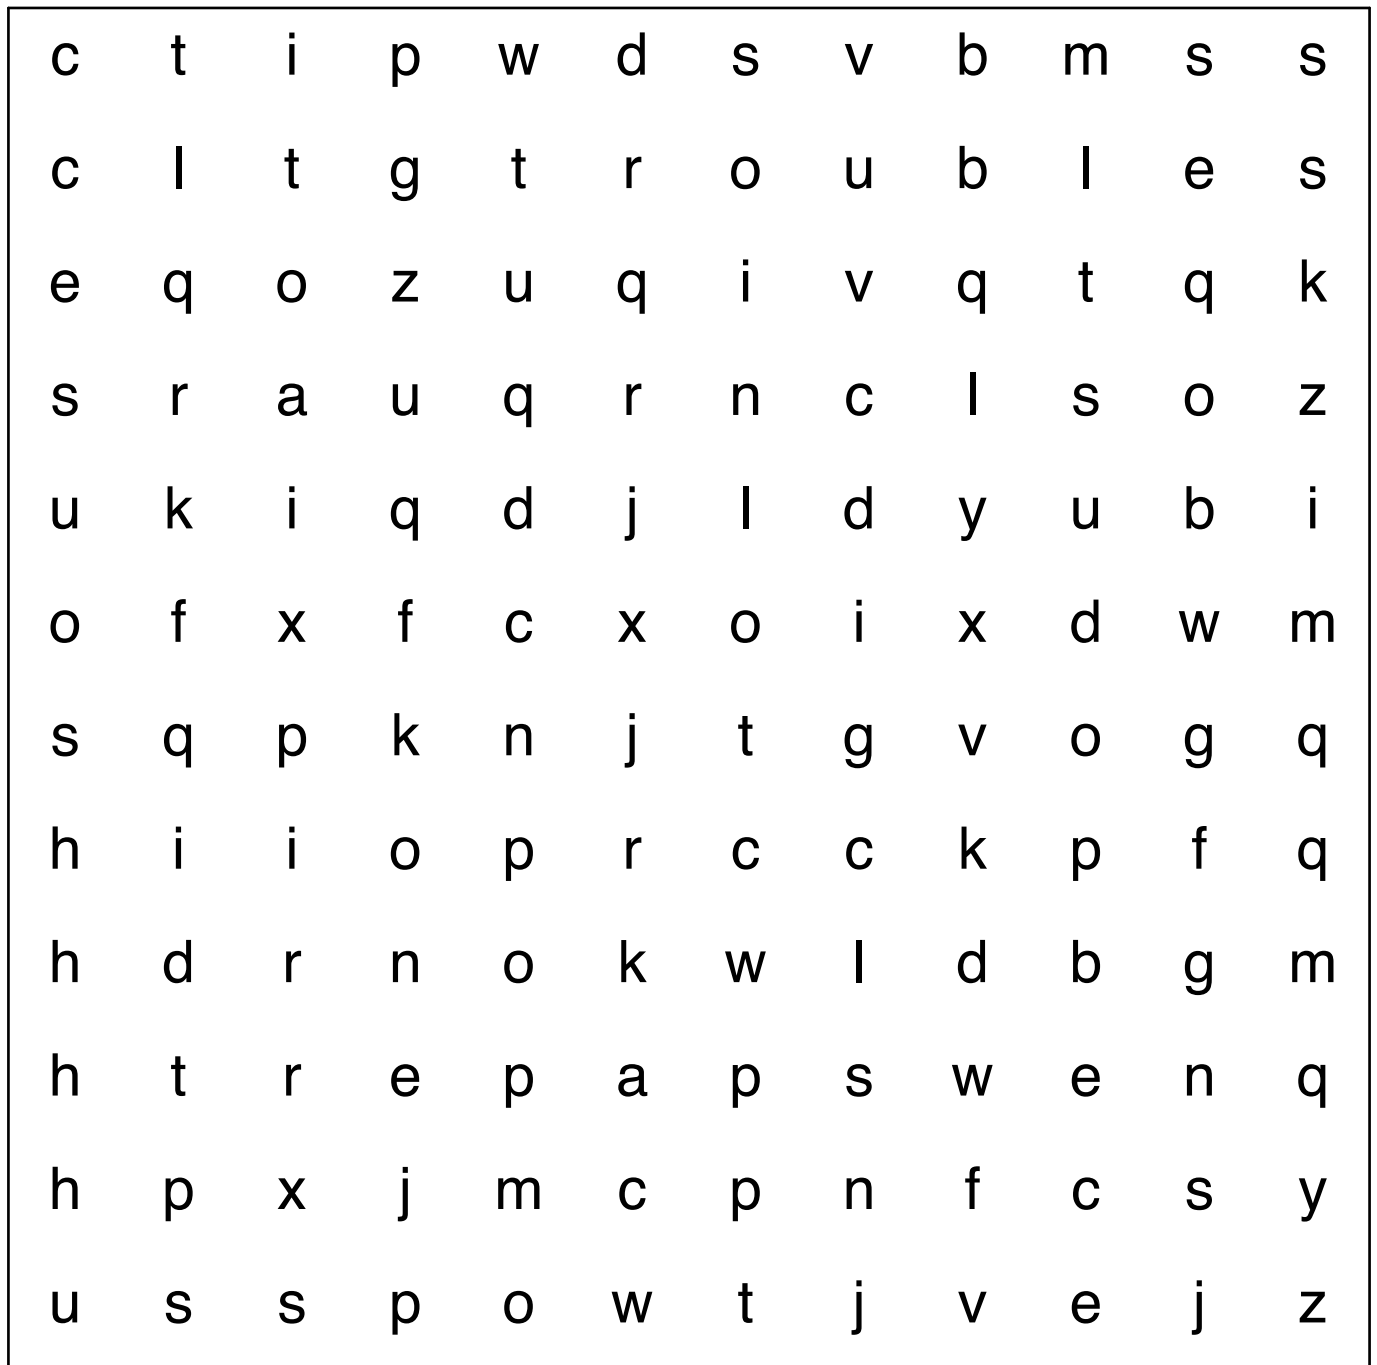 c t i p w d s v b m s s
c l t g t r o u b l e s
e q o z u q i v q t q k
s r a u q r n c l s o z
u k i q d j l d y u b i
o f x f c x o i x d w m
s q p k n j t g v o g q
h i i o p r c c k p f q
h d r n o k w l d b g m
h t r e p a p s w e n q
h p x j m c p n f c s y
u s s p o w t j v e j z